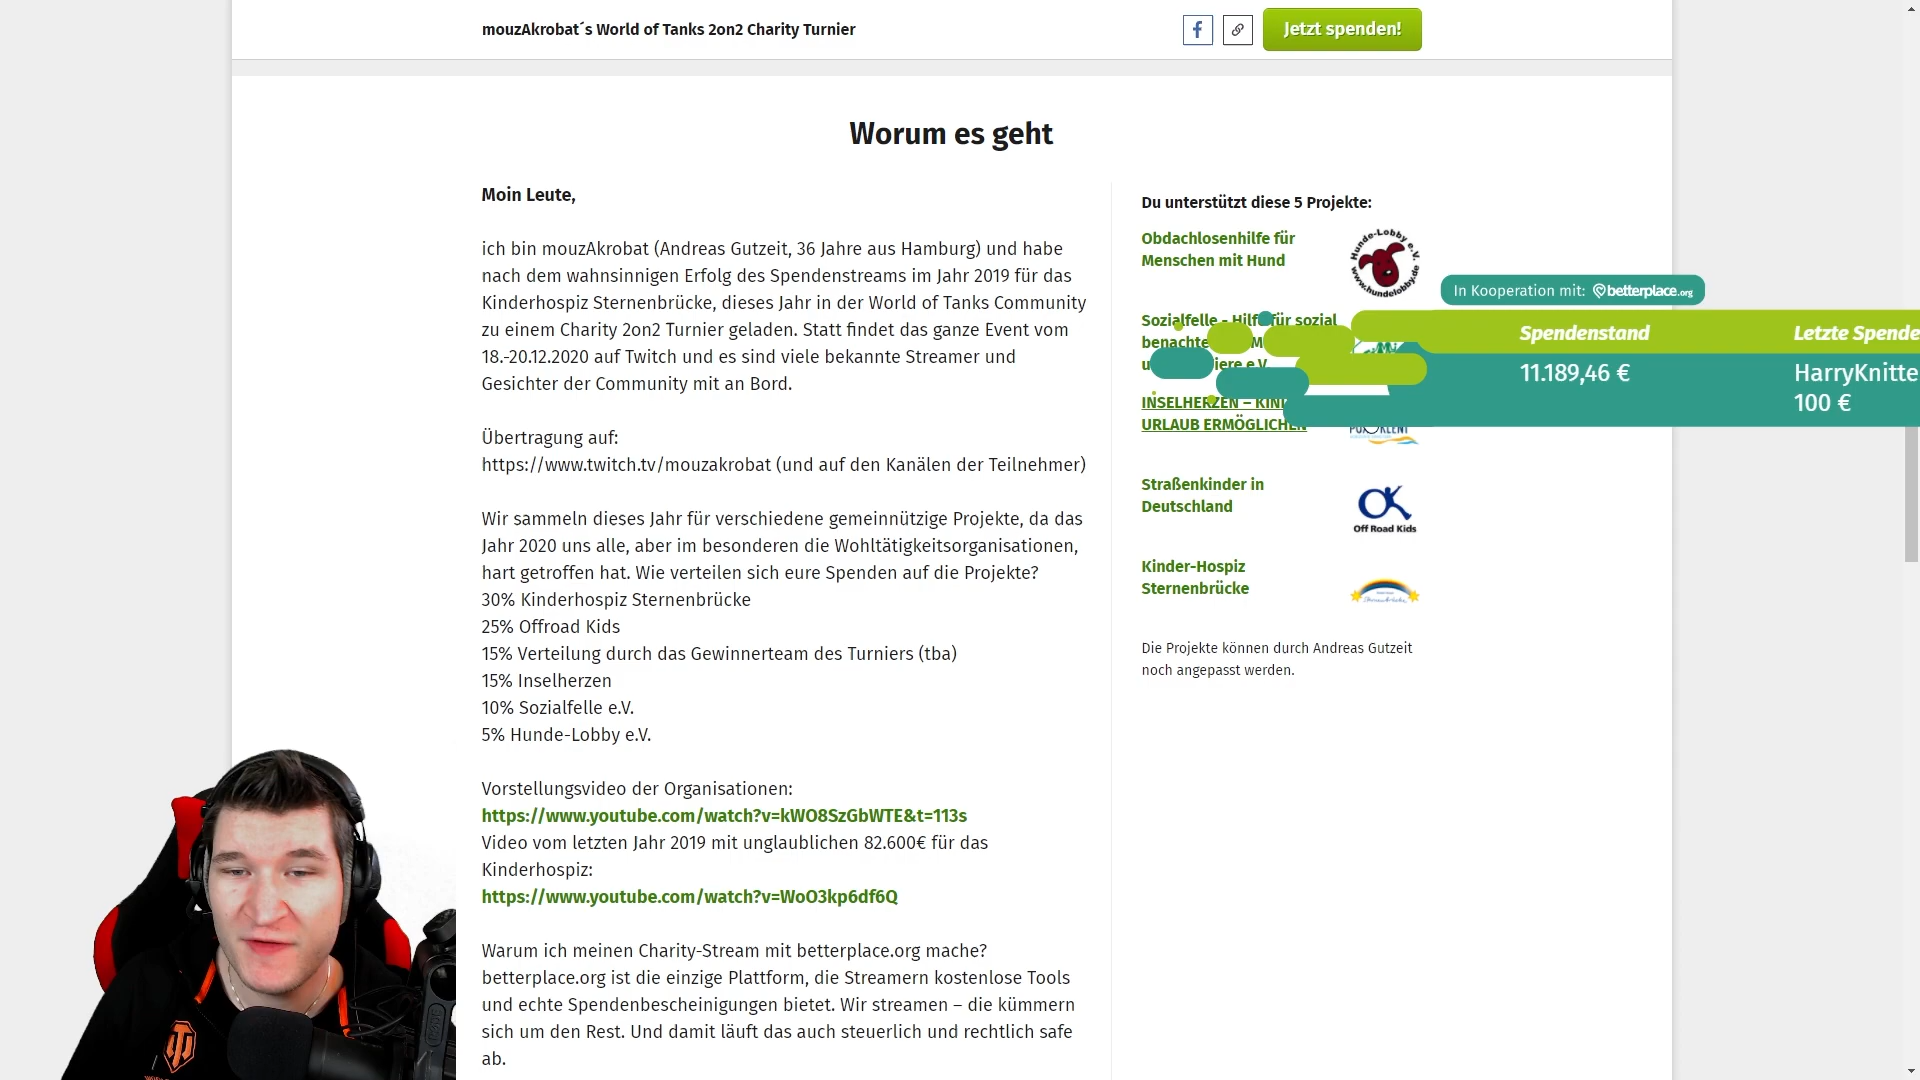 mouzAkrobat´s World of Tanks 2on2 Charity Turnier
Jetzt spenden!
Worum es geht
Moin Leute,
ich bin mouzAkrobat (Andreas Gutzeit, 36 Jahre aus Hamburg) und habe
nach dem wahnsinnigen Erfolg des Spendenstreams im Jahr 2019 für das
Kinderhospiz Sternenbrücke, dieses Jahr in der World of Tanks Community
zu einem Charity 2on2 Turnier geladen. Statt findet das ganze Event vom
18.-20.12.2020 auf Twitch und es sind viele bekannte Streamer und
Gesichter der Community mit an Bord.
Übertragung auf:
https://www.twitch.tv/mouzakrobat (und auf den Kanälen der Teilnehmer)
Wir sammeln dieses Jahr für verschiedene gemeinnützige Projekte, da das
Jahr 2020 uns alle, aber im besonderen die Wohltätigkeitsorganisationen,
hart getroffen hat. Wie verteilen sich eure Spenden auf die Projekte?
30% Kinderhospiz Sternenbrücke
25% Offroad Kids
15% Verteilung durch das Gewinnerteam des Turniers (tba)
15% Inselherzen
10% Sozialfelle e.V.
5% Hunde-Lobby e.V.
Vorstellungsvideo der Organisationen:
https://www.youtube.com/watch?v=kWO8SzGbWTE&t=113s
Video vom letzten Jahr 2019 mit unglaublichen 82.600€ für das
Kinderhospiz:
https://www.youtube.com/watch?v=WoO3kp6df6Q
Warum ich meinen Charity-Stream mit betterplace.org mache?
betterplace.org ist die einzige Plattform, die Streamern kostenlose Tools
und echte Spendenbescheinigungen bietet. Wir streamen – die kümmern
sich um den Rest. Und damit läuft das auch steuerlich und rechtlich safe
ab.
Du unterstützt diese 5 Projekte:
Obdachlosenhilfe für
Menschen mit Hund
Hunde-Lobby e.V.
www.hundelobby.de
Sozialfelle - Hilfe für sozial
benachte
iere e.V.
INSELHERZEN – KIN
URLAUB ERMÖGLICHEN
Straßenkinder in
Deutschland
Off Road Kids
Kinder-Hospiz
Sternenbrücke
Die Projekte können durch Andreas Gutzeit
noch angepasst werden.
In Kooperation mit: betterplace.org
Spendenstand
11.189,46 €
Letzte Spende
HarryKnitte
100 €